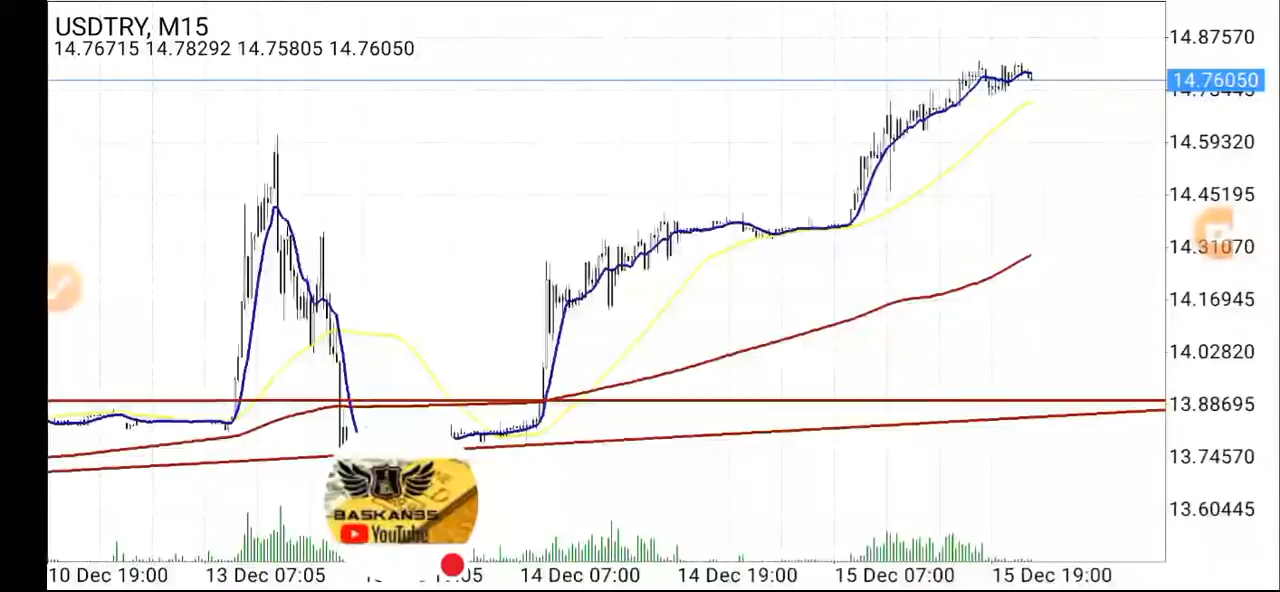 USDTRY, M15
14.76715 14.78292 14.75805 14.76050
14.87570
14.76050
14.59320
14.45195
14.31070
14.16945
14.02820
13.88695
13.74570
13.60445
BASKAN35
YouTube
10 Dec 19:00 13 Dec 07:05 14 Dec 07:00 14 Dec 19:00 15 Dec 07:00 15 Dec 19:00